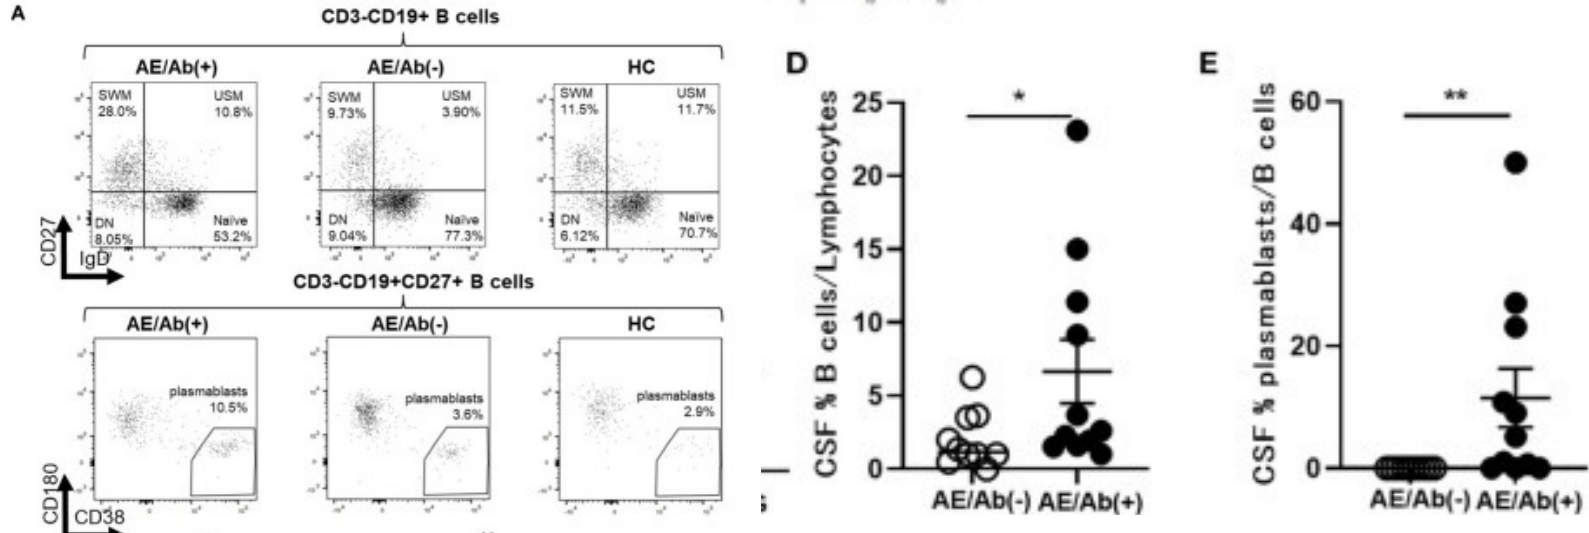 A
CD3-CD19+ B cells
AE/Ab(+) AE/Ab(-) HC
SWM USM
28.0% 10.8%
DN Naïve
8.05% 53.2%
SWM USM
9.73% 3.90%
DN Naïve
9.04% 77.3%
SWM USM
11.5% 11.7%
DN Naïve
6.12% 70.7%
CD27
IgD
CD3-CD19+CD27+ B cells
AE/Ab(+) AE/Ab(-) HC
plasmablasts
10.5%
plasmablasts
3.6%
plasmablasts
2.9%
CD180
CD38
D
CSF % B cells/Lymphocytes
25
20
15
10
5
0
*
AE/Ab(-) AE/Ab(+)
E
CSF % plasmablasts/B cells
60
40
20
0
**
AE/Ab(-) AE/Ab(+)